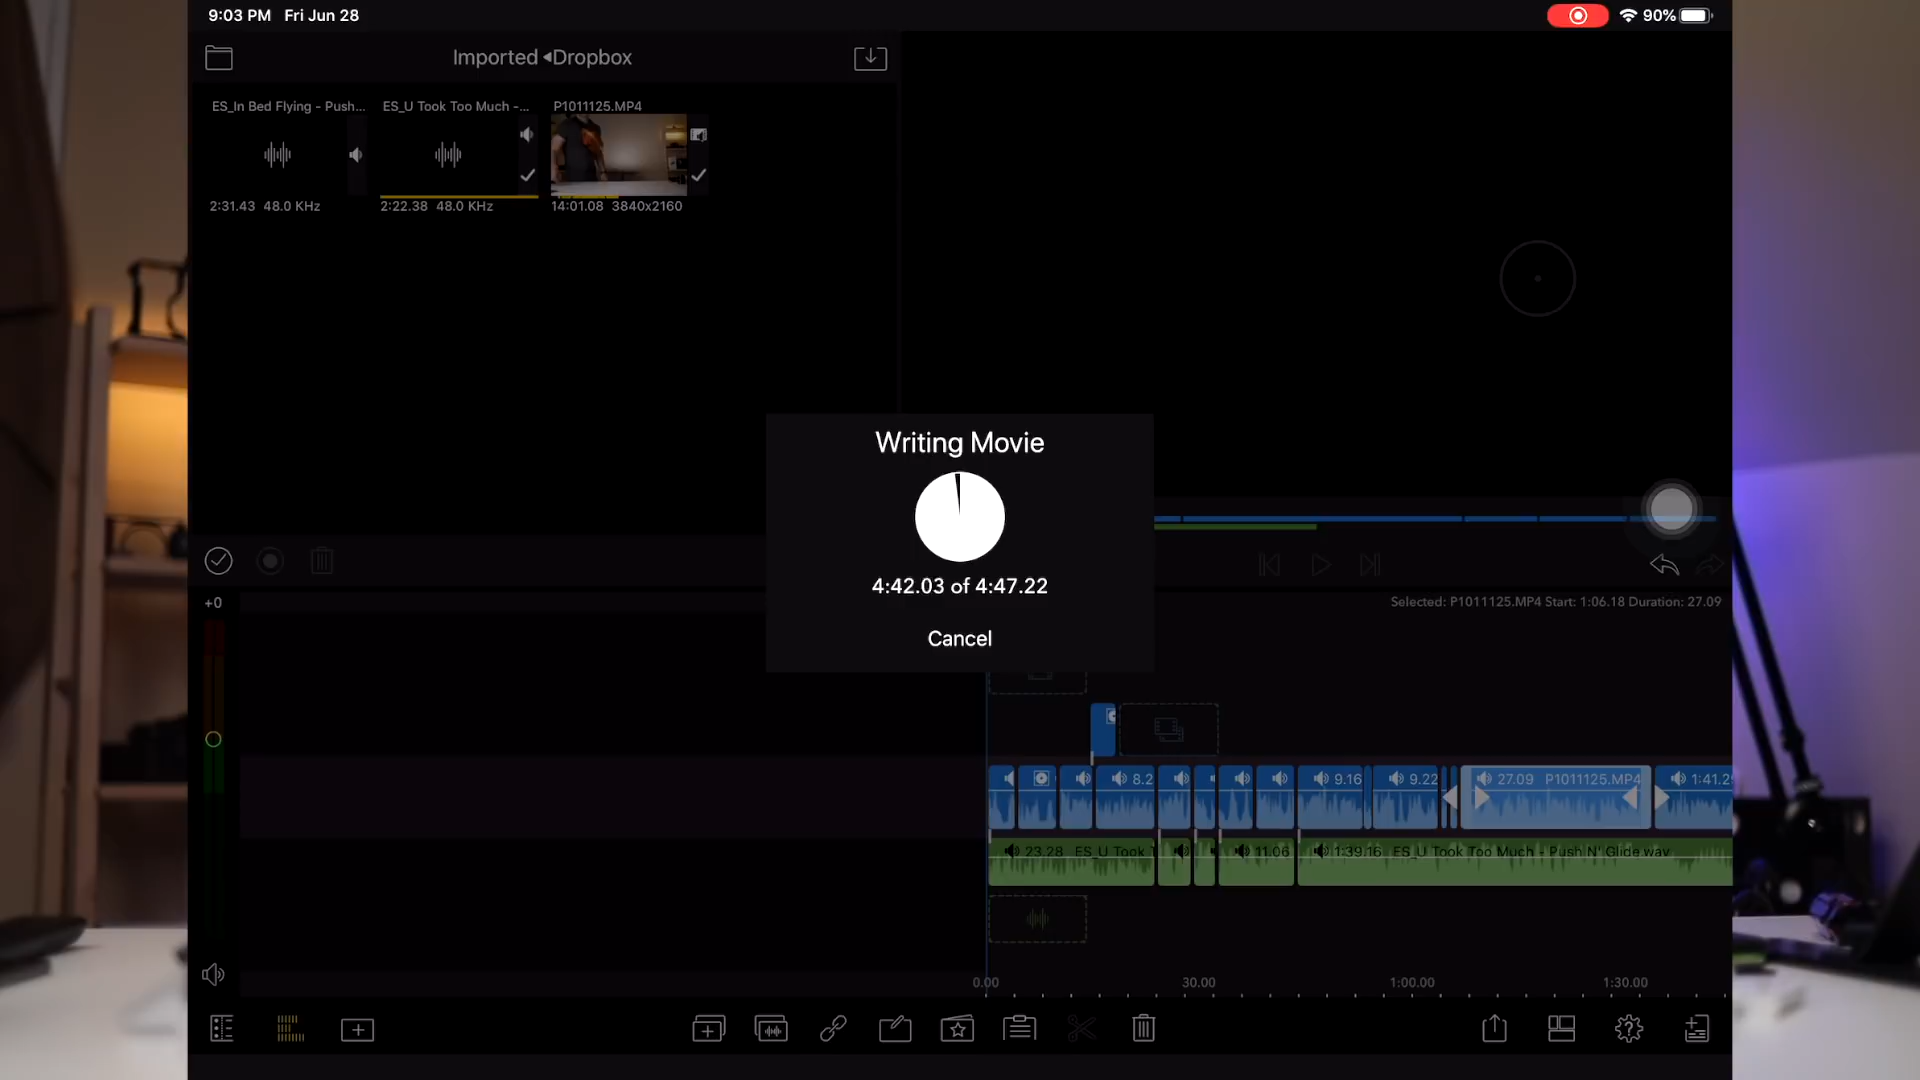 9:03 PM Fri Jun 28
90%
Imported ◂Dropbox
ES_In Bed Flying - Push...
ES_U Took Too Much -...
P1011125.MP4
2:31.43 48.0 KHz
2:22.38 48.0 KHz
14:01.08 3840x2160
Writing Movie
4:42.03 of 4:47.22
Cancel
+0
Selected: P1011125.MP4 Start: 1:06.18 Duration: 27.09
8.2
9.16
9.22
27.09 P1011125.MP4
1:41.2
23.28 ES_U Took
11.06
1:39.16 ES_U Took Too Much - Push N' Glide.wav
0.00
30.00
1:00.00
1:30.00